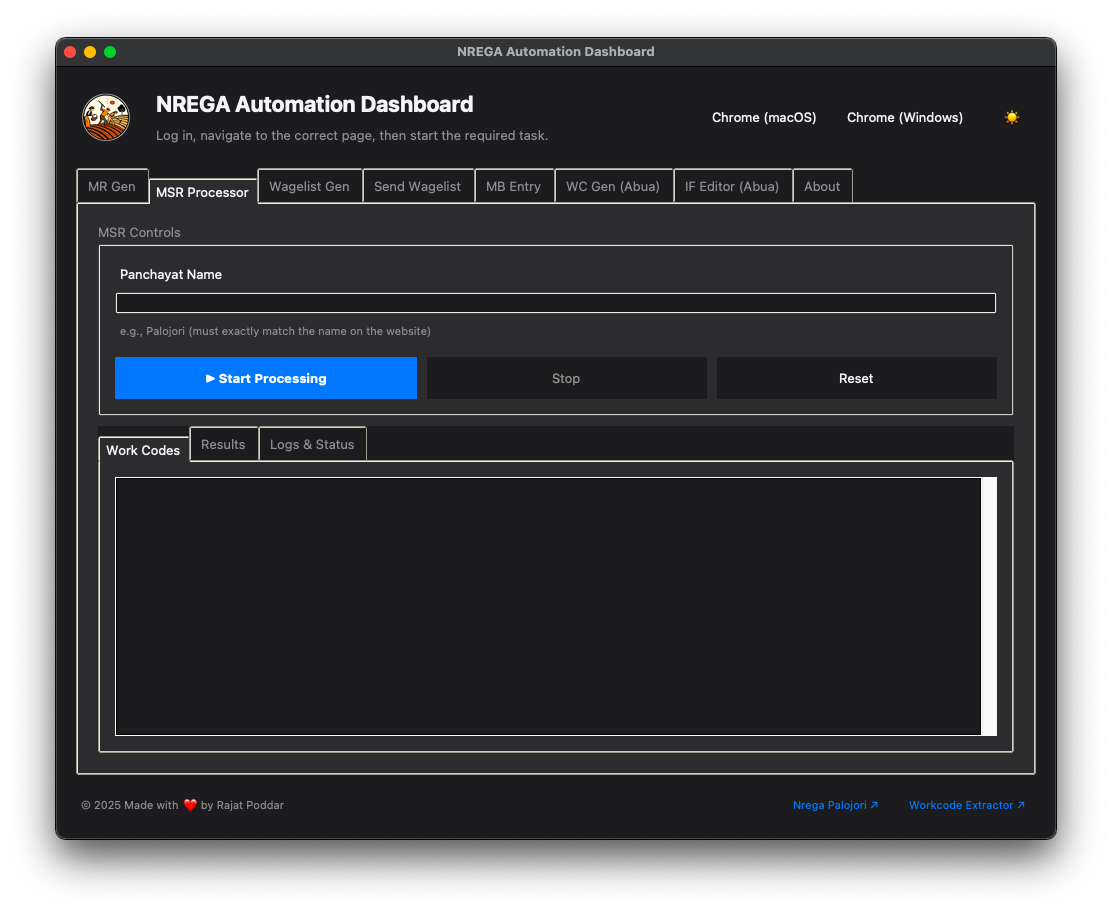 NREGA Automation Dashboard
NREGA Automation Dashboard
Log in, navigate to the correct page, then start the required task.
Chrome (macOS) Chrome (Windows)
MR Gen MSR Processor Wagelist Gen Send Wagelist MB Entry WC Gen (Abua) IF Editor (Abua) About
MSR Controls
Panchayat Name
e.g., Palojori (must exactly match the name on the website)
▶ Start Processing Stop Reset
Work Codes Results Logs & Status
© 2025 Made with ❤️ by Rajat Poddar Nrega Palojori ↗ Workcode Extractor ↗